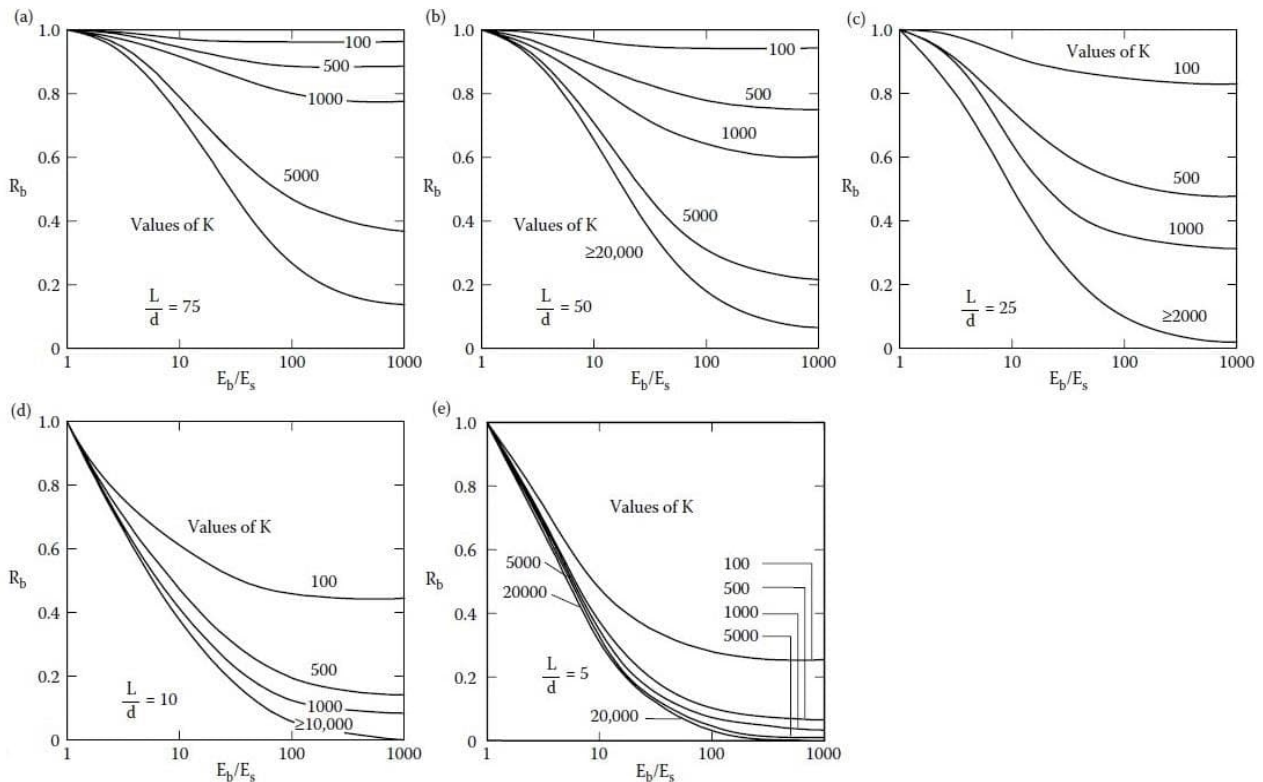 (a)
1.0
0.8
0.6
R_b
0.4
0.2
0
100
500
1000
5000
Values of K
L/d = 75
1 10 100 1000
E_b/E_s
(b)
1.0
0.8
0.6
R_b
0.4
0.2
0
100
500
1000
5000
Values of K
≥20,000
L/d = 50
1 10 100 1000
E_b/E_s
(c)
1.0
0.8
0.6
R_b
0.4
0.2
0
Values of K
100
500
1000
≥2000
L/d = 25
1 10 100 1000
E_b/E_s
(d)
1.0
0.8
0.6
R_b
0.4
0.2
0
Values of K
100
500
1000
≥10,000
L/d = 10
1 10 100 1000
E_b/E_s
(e)
1.0
0.8
0.6
R_b
0.4
0.2
0
Values of K
5000
20000
100
500
1000
5000
L/d = 5
20,000
1 10 100 1000
E_b/E_s